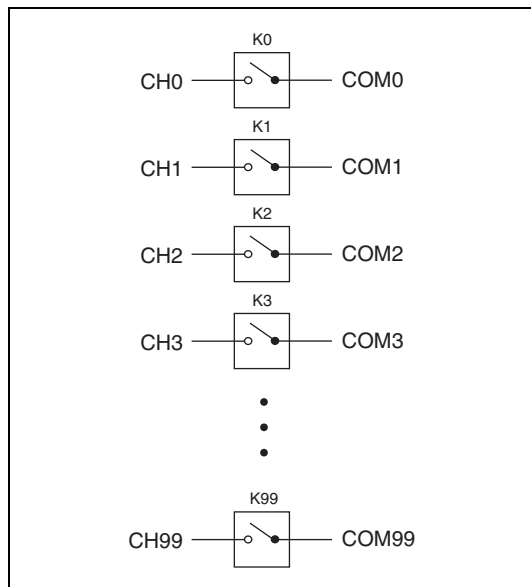 K0
CH0 COM0
K1
CH1 COM1
K2
CH2 COM2
K3
CH3 COM3
K99
CH99 COM99